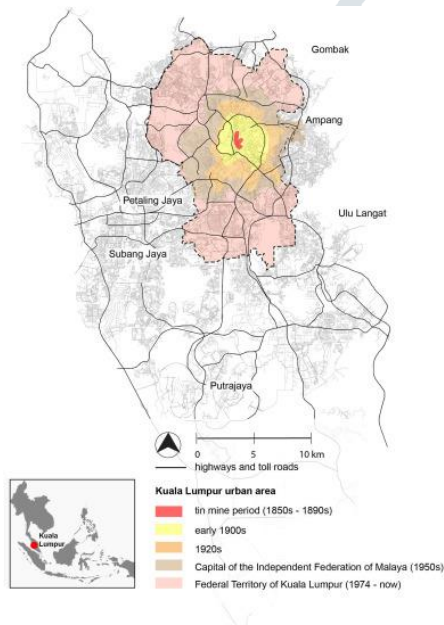 Gombak
Ampang
Petaling Jaya
Ulu Langat
Subang Jaya
Putrajaya
0 5 10 km
highways and toll roads
Kuala Lumpur urban area
tin mine period (1850s - 1890s)
early 1900s
1920s
Capital of the Independent Federation of Malaya (1950s)
Federal Territory of Kuala Lumpur (1974 - now)
Kuala
Lumpur